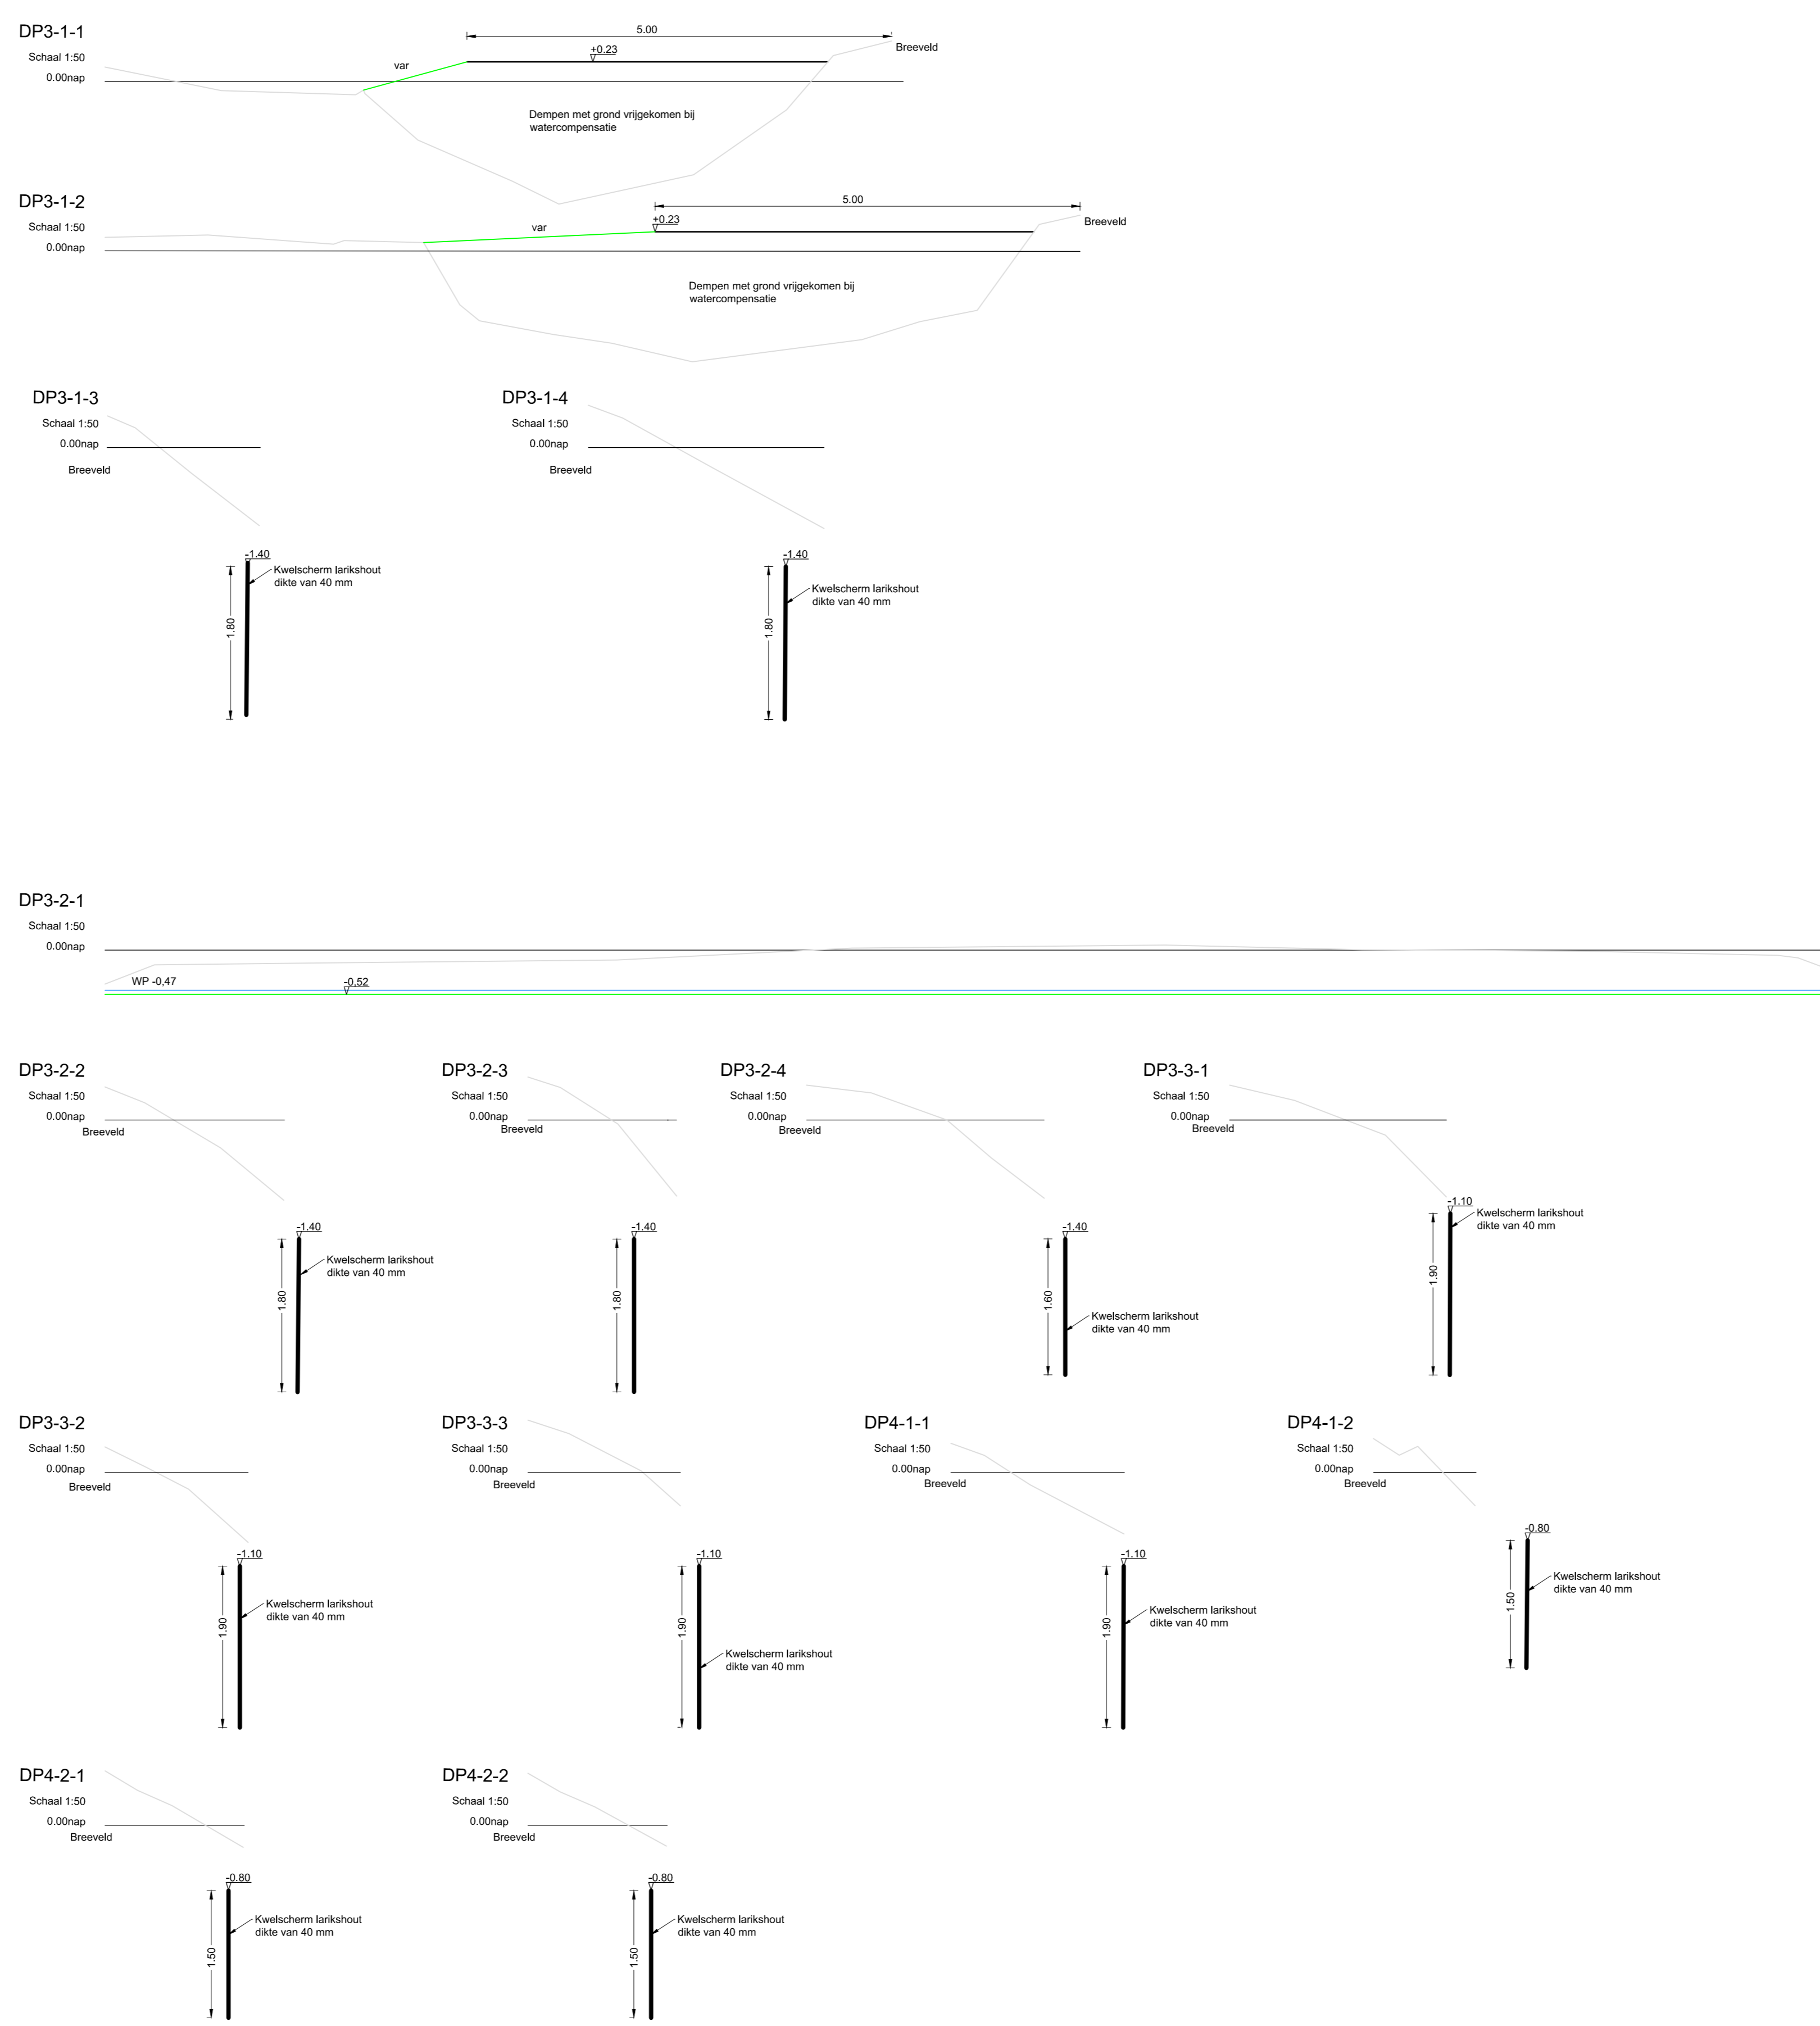 DP3-1-1
Schaal 1:50
0.00nap
var
5.00
+0.23
Breeveld
Dempen met grond vrijgekomen bij
watercompensatie
DP3-1-2
Schaal 1:50
0.00nap
var
5.00
+0.23
Breeveld
Dempen met grond vrijgekomen bij
watercompensatie
DP3-1-3
Schaal 1:50
0.00nap
Breeveld
-1.40
Kwelscherm larikshout
dikte van 40 mm
1.80
DP3-1-4
Schaal 1:50
0.00nap
Breeveld
-1.40
Kwelscherm larikshout
dikte van 40 mm
1.80
DP3-2-1
Schaal 1:50
0.00nap
WP -0,47
-0.52
DP3-2-2
Schaal 1:50
0.00nap
Breeveld
-1.40
Kwelscherm larikshout
dikte van 40 mm
1.80
DP3-2-3
Schaal 1:50
0.00nap
Breeveld
-1.40
1.80
DP3-2-4
Schaal 1:50
0.00nap
Breeveld
-1.40
1.60
Kwelscherm larikshout
dikte van 40 mm
DP3-3-1
Schaal 1:50
0.00nap
Breeveld
-1.10
Kwelscherm larikshout
dikte van 40 mm
1.90
DP3-3-2
Schaal 1:50
0.00nap
Breeveld
-1.10
Kwelscherm larikshout
dikte van 40 mm
1.90
DP3-3-3
Schaal 1:50
0.00nap
Breeveld
-1.10
1.90
Kwelscherm larikshout
dikte van 40 mm
DP4-1-1
Schaal 1:50
0.00nap
Breeveld
-1.10
Kwelscherm larikshout
dikte van 40 mm
1.90
DP4-1-2
Schaal 1:50
0.00nap
Breeveld
-0.80
Kwelscherm larikshout
dikte van 40 mm
1.50
DP4-2-1
Schaal 1:50
0.00nap
Breeveld
-0.80
Kwelscherm larikshout
dikte van 40 mm
1.50
DP4-2-2
Schaal 1:50
0.00nap
Breeveld
-0.80
Kwelscherm larikshout
dikte van 40 mm
1.50